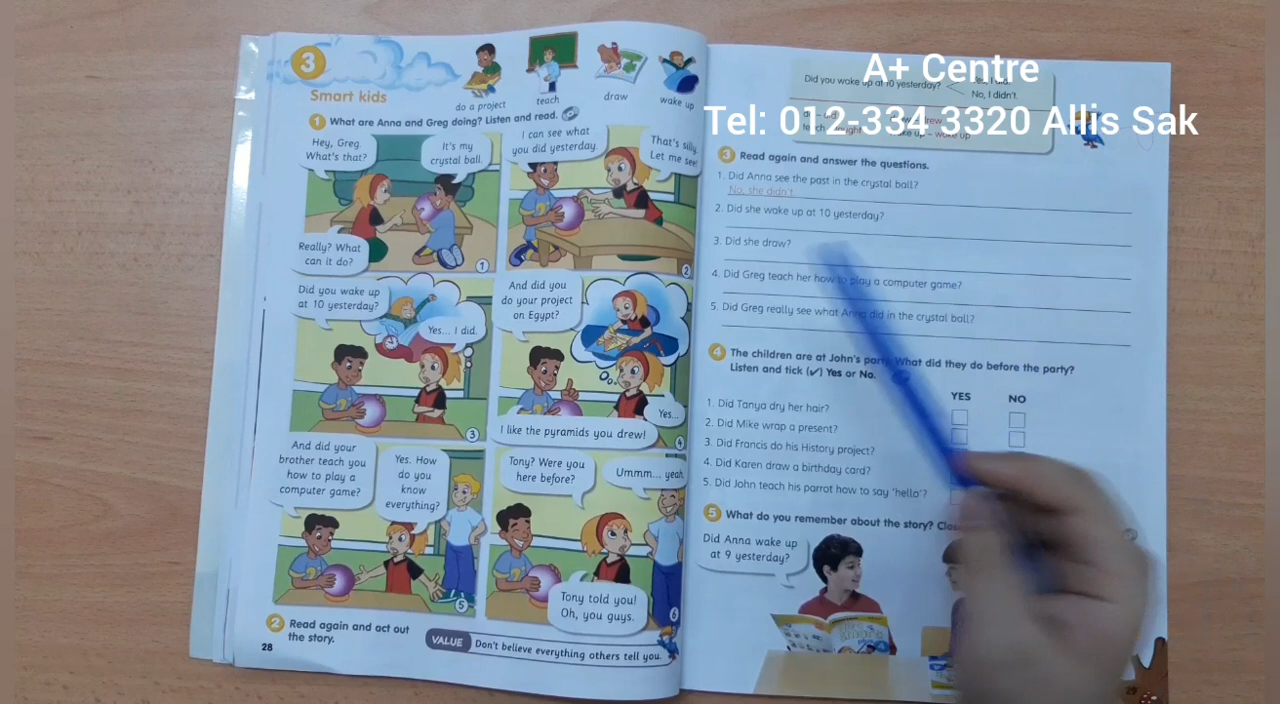 A+ Centre
Tel: 012-334 3320 Allis Sak
3
Smart kids
do a project
teach
draw
wake up
1 What are Anna and Greg doing? Listen and read.
Hey, Greg.
What's that?
It's my
crystal ball.
Really? What
can it do?
1
I can see what
you did yesterday.
That's silly.
Let me see!
2
Did you wake up
at 10 yesterday?
Yes... I did.
3
And did you
do your project
on Egypt?
Yes...
I like the pyramids you drew!
4
And did your
brother teach you
how to play a
computer game?
Yes. How
do you
know
everything?
5
Tony? Were you
here before?
Ummm... yeah.
Tony told you!
Oh, you guys.
6
2 Read again and act out
the story.
VALUE Don't believe everything others tell you.
28
Did you wake up at 10 yesterday?
No, I didn't.
3 Read again and answer the questions.
1. Did Anna see the past in the crystal ball?
No, she didn't.
2. Did she wake up at 10 yesterday?
3. Did she draw?
4. Did Greg teach her how to play a computer game?
5. Did Greg really see what Anna did in the crystal ball?
4 The children are at John's party. What did they do before the party?
Listen and tick (✔) Yes or No.
YES NO
1. Did Tanya dry her hair?
2. Did Mike wrap a present?
3. Did Francis do his History project?
4. Did Karen draw a birthday card?
5. Did John teach his parrot how to say 'hello'?
5 What do you remember about the story?
Did Anna wake up
at 9 yesterday?
29